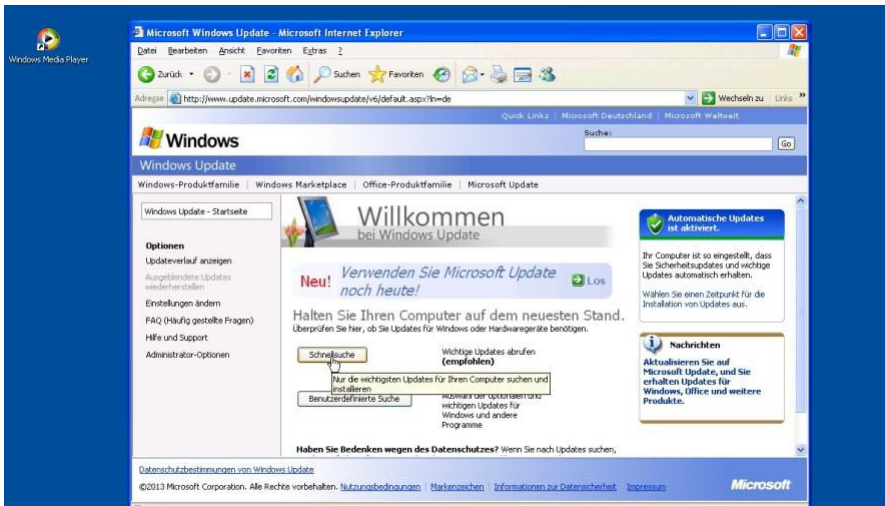 Windows Media Player
Microsoft Windows Update - Microsoft Internet Explorer
Datei Bearbeiten Ansicht Favoriten Extras ?
Zurück Suchen Favoriten
Adresse http://www.update.microsoft.com/windowsupdate/v6/default.aspx?ln=de Wechseln zu Links »
Quick Links | Microsoft Deutschland | Microsoft Weltweit
Windows
Suche:
Go
Windows Update
Windows-Produktfamilie | Windows Marketplace | Office-Produktfamilie | Microsoft Update
Windows Update - Startseite
Optionen
Updateverlauf anzeigen
Ausgeblendete Updates
wiederherstellen
Einstellungen ändern
FAQ (Häufig gestellte Fragen)
Hilfe und Support
Administrator-Optionen
Willkommen
bei Windows Update
Neu!
Verwenden Sie Microsoft Update
noch heute!
Los
Halten Sie Ihren Computer auf dem neuesten Stand.
Überprüfen Sie hier, ob Sie Updates für Windows oder Hardwaregeräte benötigen.
Schnellsuche
Wichtige Updates abrufen
(empfohlen)
Nur die wichtigsten Updates für Ihren Computer suchen und
installieren
Benutzerdefinierte Suche
Auswahl der optionalen und
wichtigen Updates für
Windows und andere
Programme
Haben Sie Bedenken wegen des Datenschutzes? Wenn Sie nach Updates suchen,
Automatische Updates
ist aktiviert.
Ihr Computer ist so eingestellt, dass
Sie Sicherheitsupdates und wichtige
Updates automatisch erhalten.
Wählen Sie einen Zeitpunkt für die
Installation von Updates aus.
Nachrichten
Aktualisieren Sie auf
Microsoft Update, und Sie
erhalten Updates für
Windows, Office und weitere
Produkte.
Datenschutzbestimmungen von Windows Update
©2013 Microsoft Corporation. Alle Rechte vorbehalten. Nutzungsbedingungen | Markenzeichen | Informationen zur Datensicherheit Impressum
Microsoft